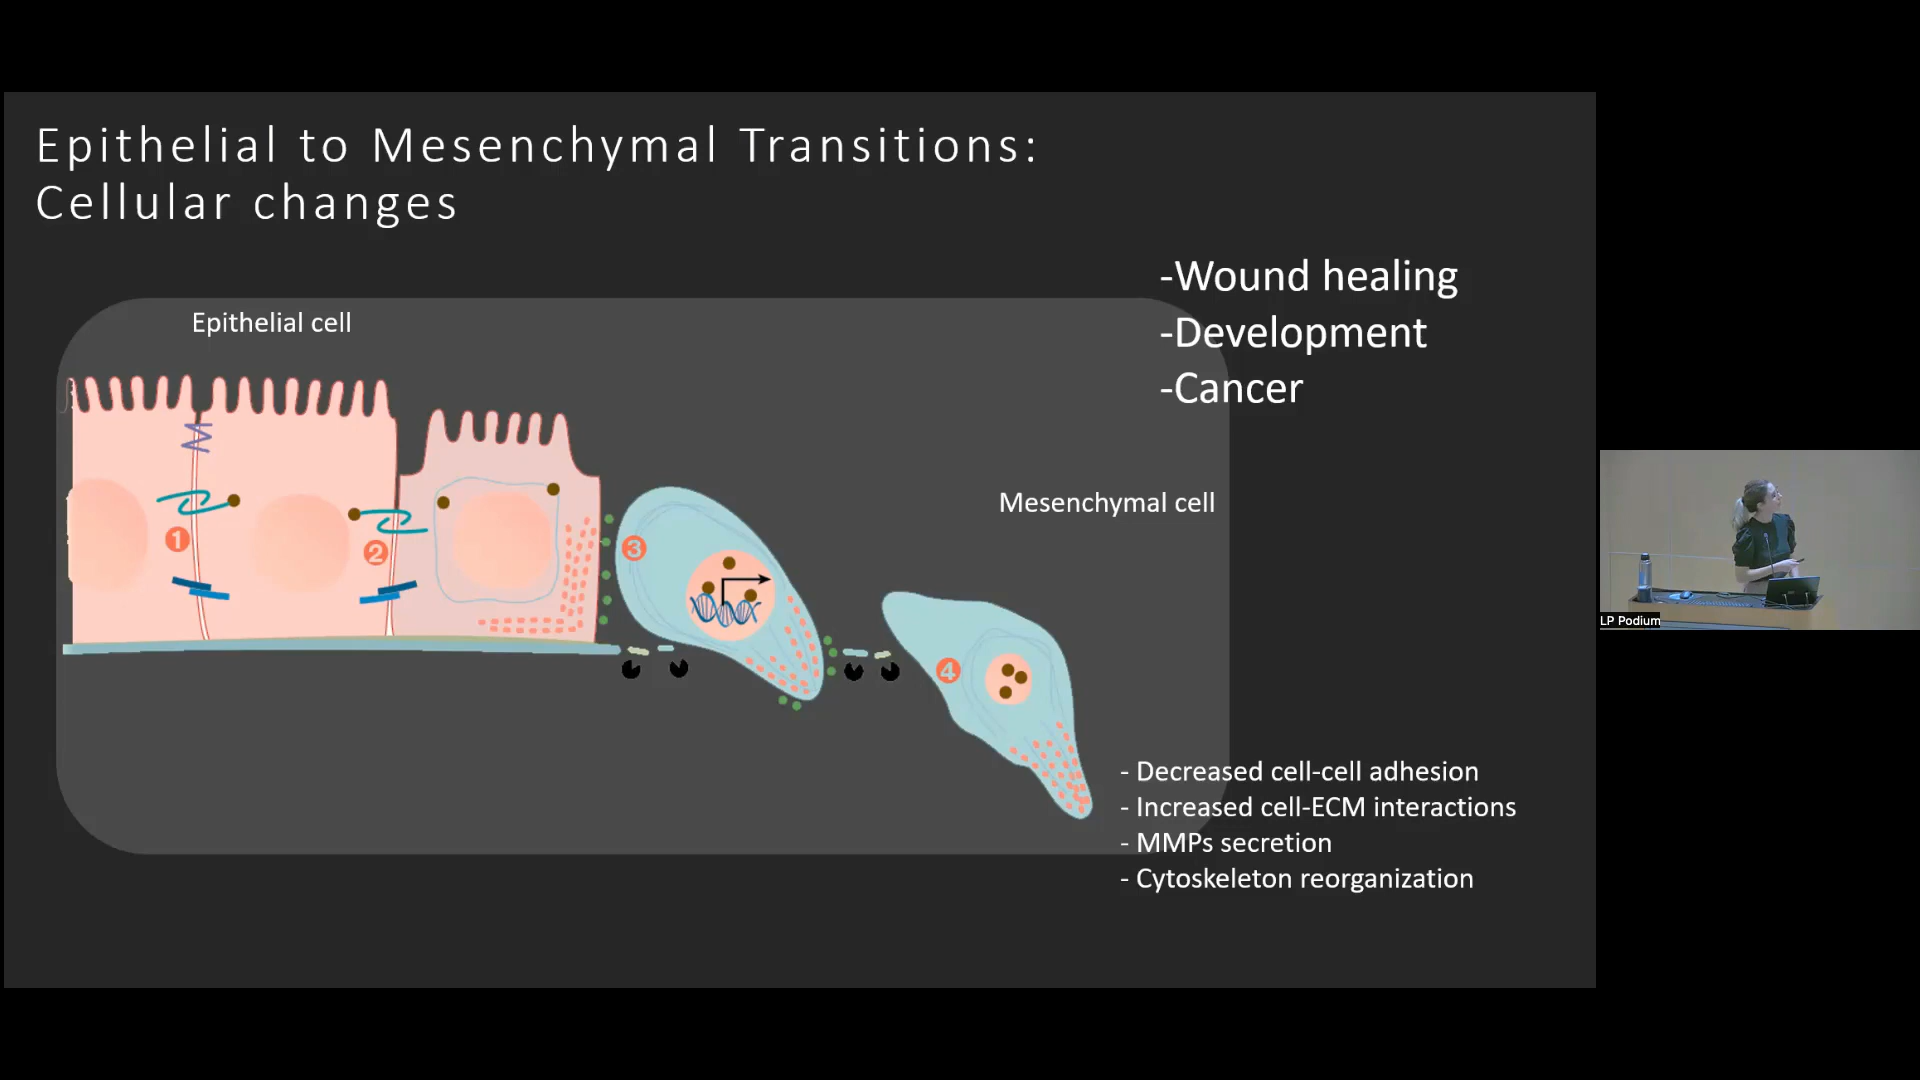 Epithelial to Mesenchymal Transitions:
Cellular changes
-Wound healing
-Development
-Cancer
Epithelial cell
Mesenchymal cell
1
2
3
4
- Decreased cell-cell adhesion
- Increased cell-ECM interactions
- MMPs secretion
- Cytoskeleton reorganization
LP Podium